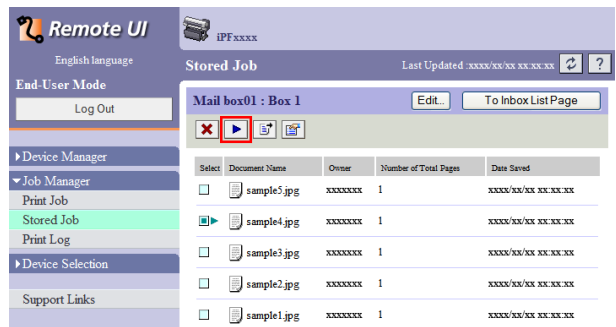 Remote UI
English language
End-User Mode
Log Out
▶Device Manager
▼Job Manager
Print Job
Stored Job
Print Log
▶Device Selection
Support Links
iPFxxxx
Stored Job Last Updated :xxxx/xx/xx xx:xx:xx ?
Mail box01 : Box 1 Edit... To Inbox List Page
Select Document Name Owner Number of Total Pages Date Saved
sample5.jpg xxxxxxx 1 xxxx/xx/xx xx:xx:xx
sample4.jpg xxxxxxx 1 xxxx/xx/xx xx:xx:xx
sample3.jpg xxxxxxx 1 xxxx/xx/xx xx:xx:xx
sample2.jpg xxxxxxx 1 xxxx/xx/xx xx:xx:xx
sample1.jpg xxxxxxx 1 xxxx/xx/xx xx:xx:xx